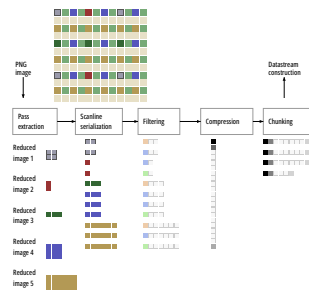 PNG
image
Datastream
construction
Pass
extraction
Scanline
serialization
Filtering
Compression
Chunking
Reduced
image 1
Reduced
image 2
Reduced
image 3
Reduced
image 4
Reduced
image 5